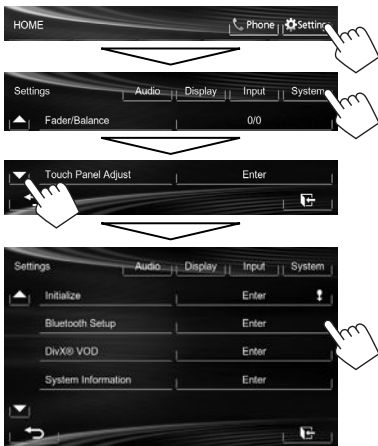 HOME Phone Settin
Settings Audio Display Input System
Fader/Balance 0/0
Touch Panel Adjust Enter
Settings Audio Display Input System
Initialize Enter
Bluetooth Setup Enter
DivX® VOD Enter
System Information Enter